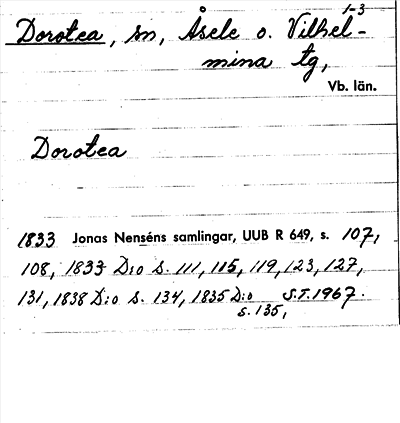 1-3
Dorotea, sn, Åsele o. Vilhel-
mina tg,
Vb. län.
Dorotea
1833 Jonas Nenséns samlingar, UUB R 649, s. 107,
108, 1833 D:o s. 111, 115, 119, 123, 127,
131, 1838 D:o s. 134, 1835 D:o S.T. 1967.
s. 135,